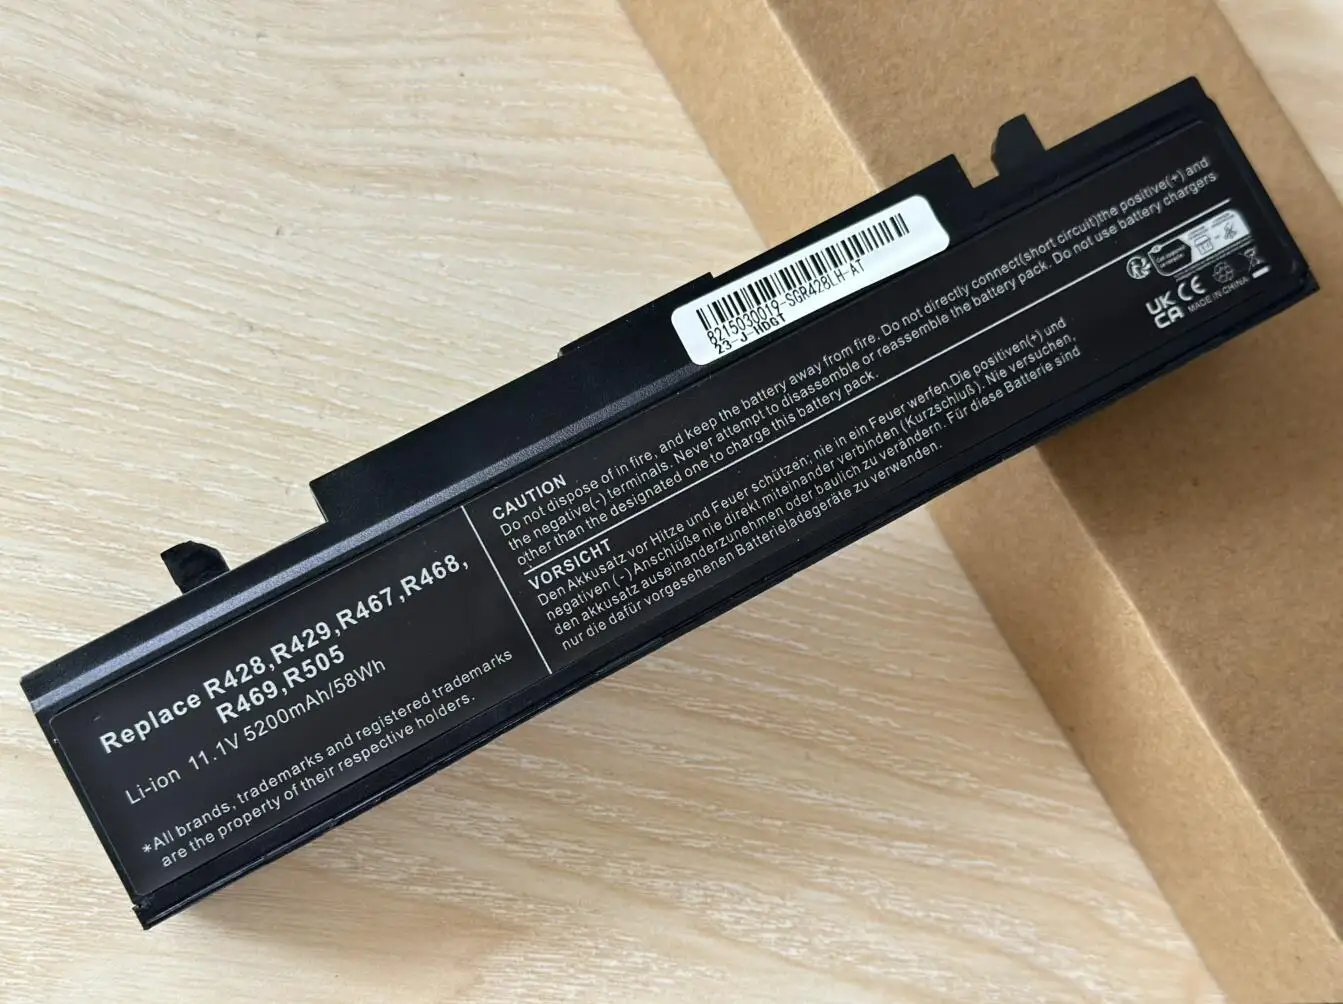 8215030019-SGR428LH-AT
23-J-HDGT
Replace R428,R429,R467,R468,
R469,R505
Li-ion 11.1V 5200mAh/58Wh
*All brands, trademarks and registered trademarks
are the property of their respective holders.
CAUTION
Do not dispose of in fire, and keep the battery away from fire. Do not directly connect(short circuit)the positive(+) and
the negative(-) terminals. Never attempt to disassemble or reassemble the battery pack. Do not use battery chargers
other than the designated one to charge this battery pack.
VORSICHT
Den Akkusatz vor Hitze und Feuer schützen; nie in ein Feuer werfen.Die positiven(+) und
negativen (-) Anschlüße nie direkt miteinander verbinden (Kurzschluß). Nie versuchen,
den akkusatz auseinanderzunehmen oder baulich zu verändern. Für diese Batterie sind
nur die dafür vorgesehenen Batterieladegeräte zu verwenden.
UK
CA
CE
MADE IN CHINA